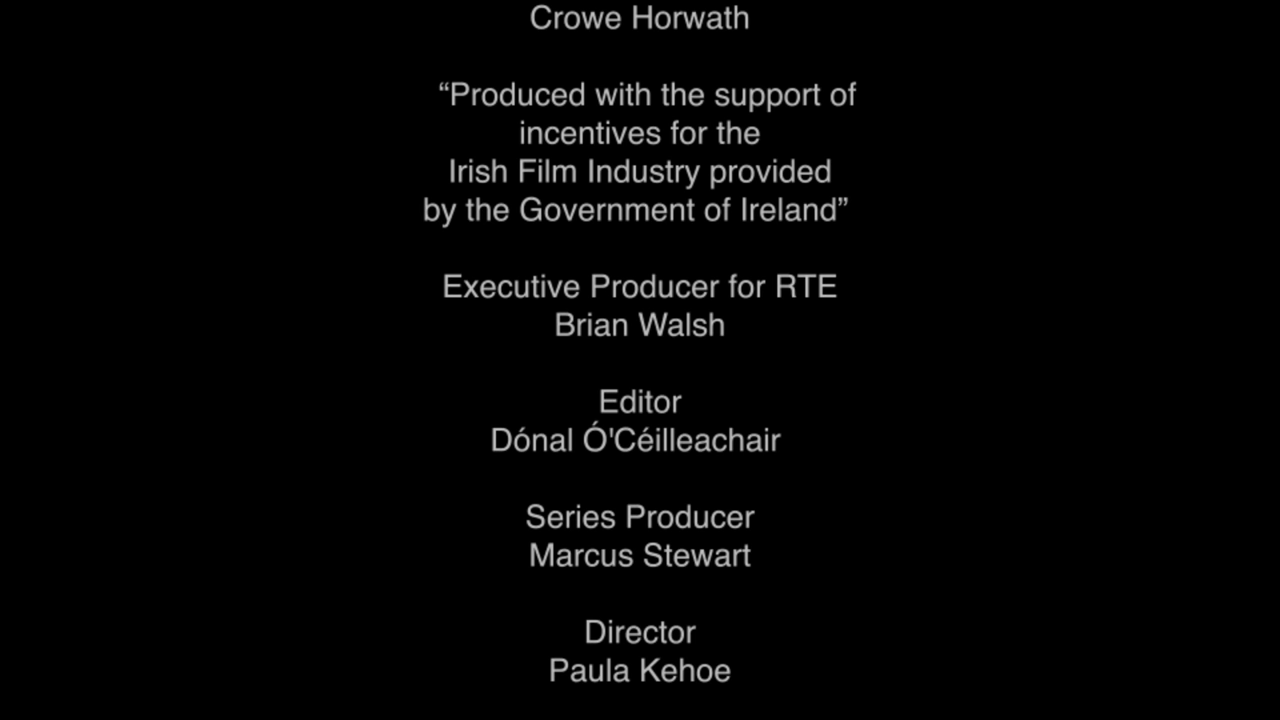 Crowe Horwath
“Produced with the support of
incentives for the
Irish Film Industry provided
by the Government of Ireland”
Executive Producer for RTE
Brian Walsh
Editor
Dónal Ó'Céilleachair
Series Producer
Marcus Stewart
Director
Paula Kehoe